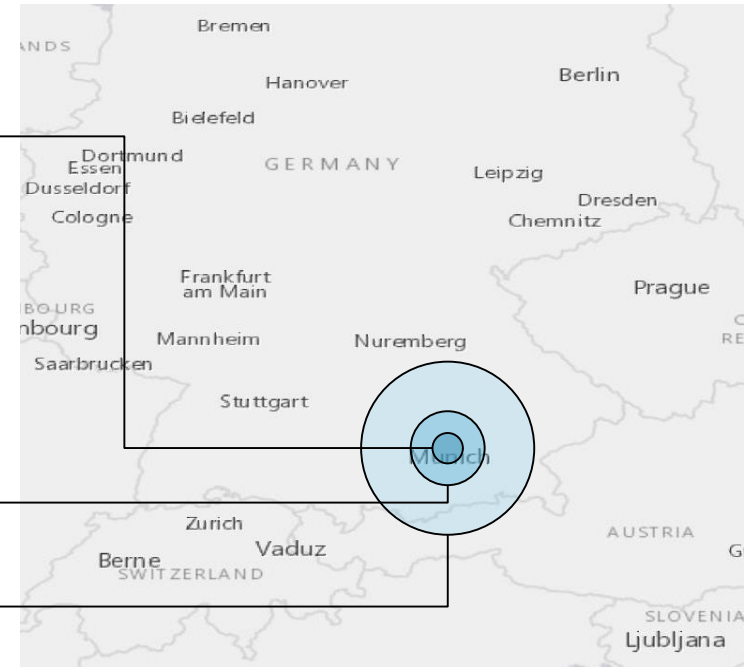 Bremen
ANDS
Hanover
Berlin
Bielefeld
Dortmund
GERMANY
Essen
Leipzig
Dusseldorf
Dresden
Cologne
Chemnitz
Frankfurt
am Main
Prague
BOURG
nbourg
Mannheim
Nuremberg
RE
Saarbrucken
Stuttgart
Munich
Zurich
AUSTRIA
Vaduz
G
Berne
SWITZERLAND
SLOVENIA
Ljubljana